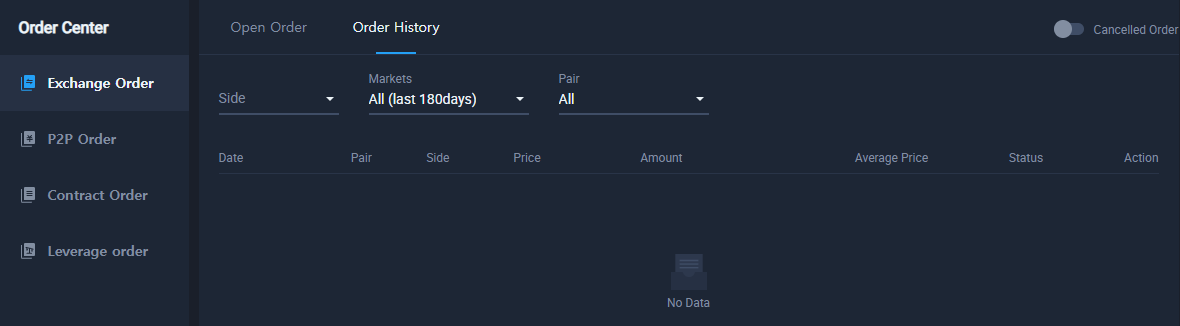 Order Center
Open Order Order History Cancelled Order
Exchange Order
P2P Order
Contract Order
Leverage order
Markets Pair
Side All (last 180days) All
Date Pair Side Price Amount Average Price Status Action
No Data